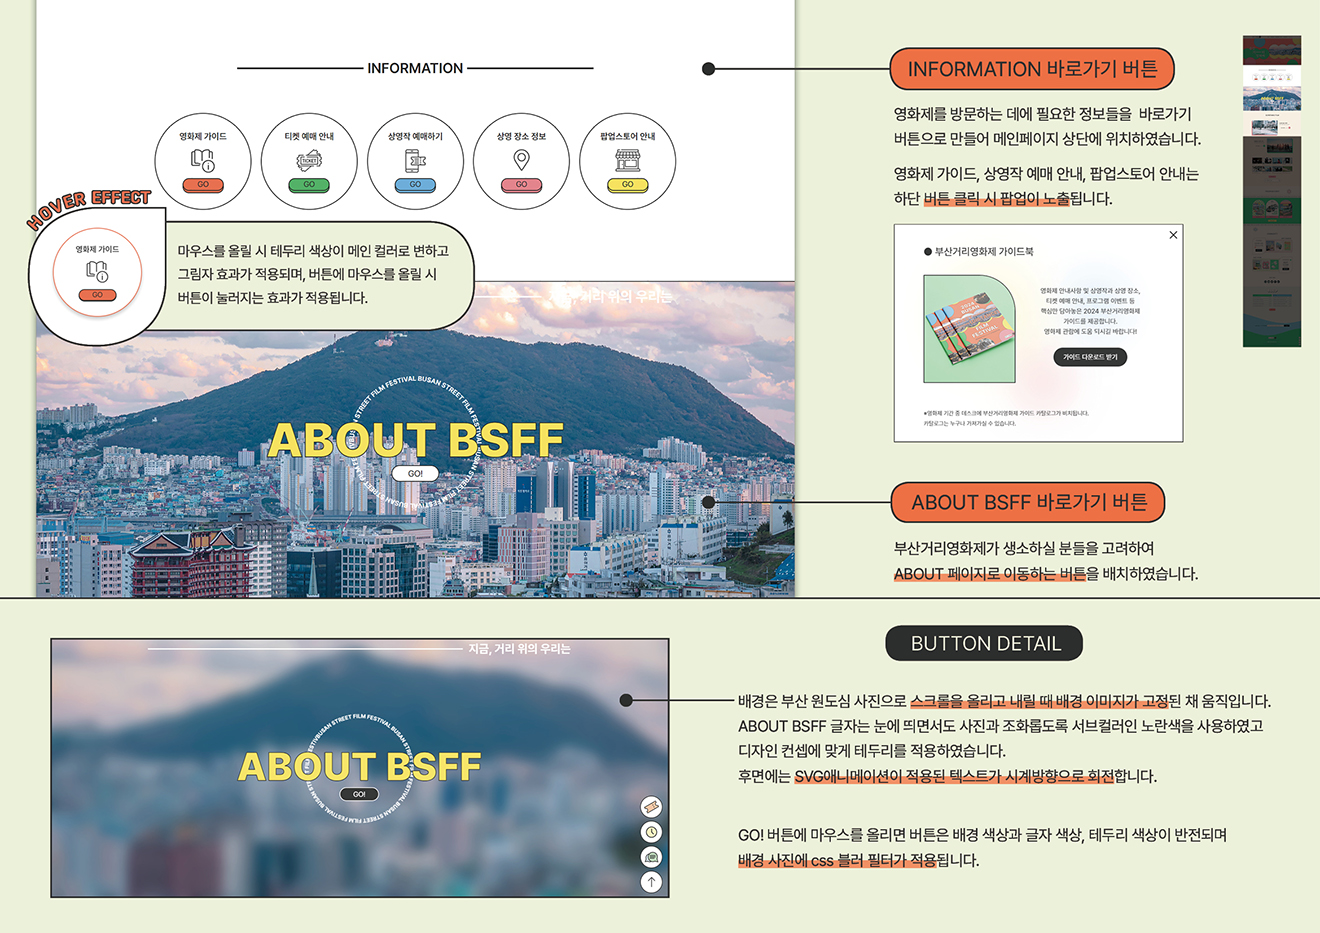 INFORMATION
영화제 가이드
GO
티켓 예매 안내
TICKET
GO
상영작 예매하기
GO
상영 장소 정보
GO
팝업스토어 안내
GO
HOVER EFFECT
영화제 가이드
GO
마우스를 올릴 시 테두리 색상이 메인 컬러로 변하고
그림자 효과가 적용되며, 버튼에 마우스를 올릴 시
버튼이 눌러지는 효과가 적용됩니다.
거리 위의 우리는
STREET FILM FESTIVAL BUSAN STREET FILM FESTIVAL BUSAN STREET FILM FESTIVAL BUSAN
ABOUT BSFF
GO!
INFORMATION 바로가기 버튼
영화제를 방문하는 데에 필요한 정보들을 바로가기
버튼으로 만들어 메인페이지 상단에 위치하였습니다.
영화제 가이드, 상영작 예매 안내, 팝업스토어 안내는
하단 버튼 클릭 시 팝업이 노출됩니다.
● 부산거리영화제 가이드북
영화제 안내사항 및 상영작과 상영 장소,
티켓 예매 안내, 프로그램 이벤트 등
핵심만 담아놓은 2024 부산거리영화제
가이드를 제공합니다.
영화제 관람에 도움 되시길 바랍니다!
가이드 다운로드 받기
※영화제 기간 중 데스크에 부산거리영화제 가이드 카탈로그가 비치됩니다.
카탈로그는 누구나 가져가실 수 있습니다.
ABOUT BSFF 바로가기 버튼
부산거리영화제가 생소하실 분들을 고려하여
ABOUT 페이지로 이동하는 버튼을 배치하였습니다.
지금, 거리 위의 우리는
BUSAN STREET FILM FESTIVAL BUSAN STREET FILM FESTIVAL BUSAN STREET FILM FESTIVAL
ABOUT BSFF
GO!
BUTTON DETAIL
배경은 부산 원도심 사진으로 스크롤을 올리고 내릴 때 배경 이미지가 고정된 채 움직입니다.
ABOUT BSFF 글자는 눈에 띄면서도 사진과 조화롭도록 서브컬러인 노란색을 사용하였고
디자인 컨셉에 맞게 테두리를 적용하였습니다.
후면에는 SVG애니메이션이 적용된 텍스트가 시계방향으로 회전합니다.
GO! 버튼에 마우스를 올리면 버튼은 배경 색상과 글자 색상, 테두리 색상이 반전되며
배경 사진에 css 블러 필터가 적용됩니다.